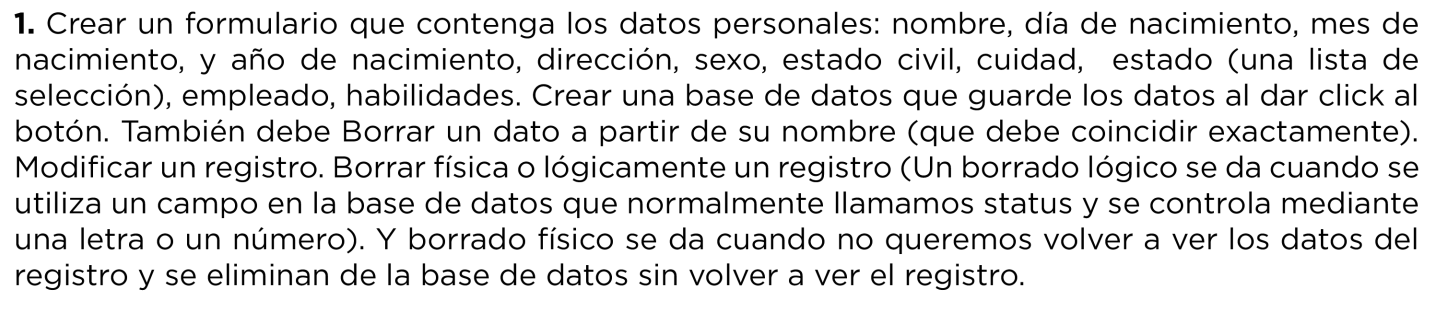 1. Crear un formulario que contenga los datos personales: nombre, día de nacimiento, mes de
nacimiento, y año de nacimiento, dirección, sexo, estado civil, cuidad, estado (una lista de
selección), empleado, habilidades. Crear una base de datos que guarde los datos al dar click al
botón. También debe Borrar un dato a partir de su nombre (que debe coincidir exactamente).
Modificar un registro. Borrar física o lógicamente un registro (Un borrado lógico se da cuando se
utiliza un campo en la base de datos que normalmente llamamos status y se controla mediante
una letra o un número). Y borrado físico se da cuando no queremos volver a ver los datos del
registro y se eliminan de la base de datos sin volver a ver el registro.